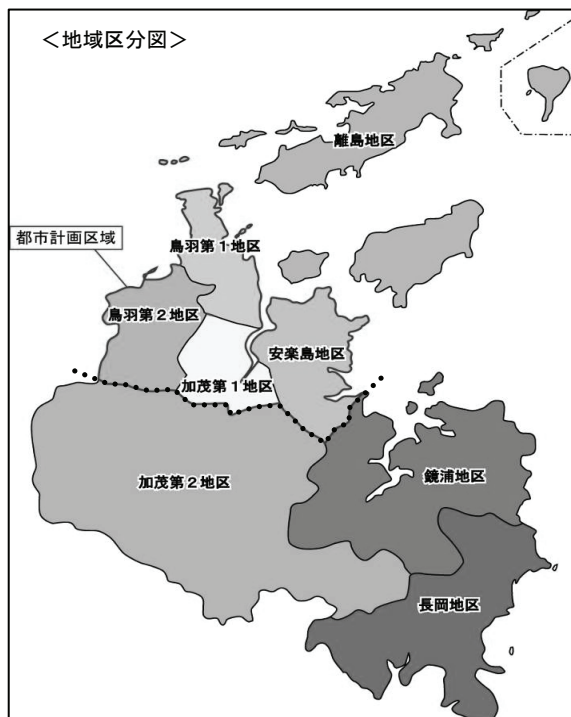 ＜地域区分図＞
離島地区
鳥羽第１地区
都市計画区域
鳥羽第２地区
安楽島地区
加茂第１地区
加茂第２地区
鏡浦地区
長岡地区